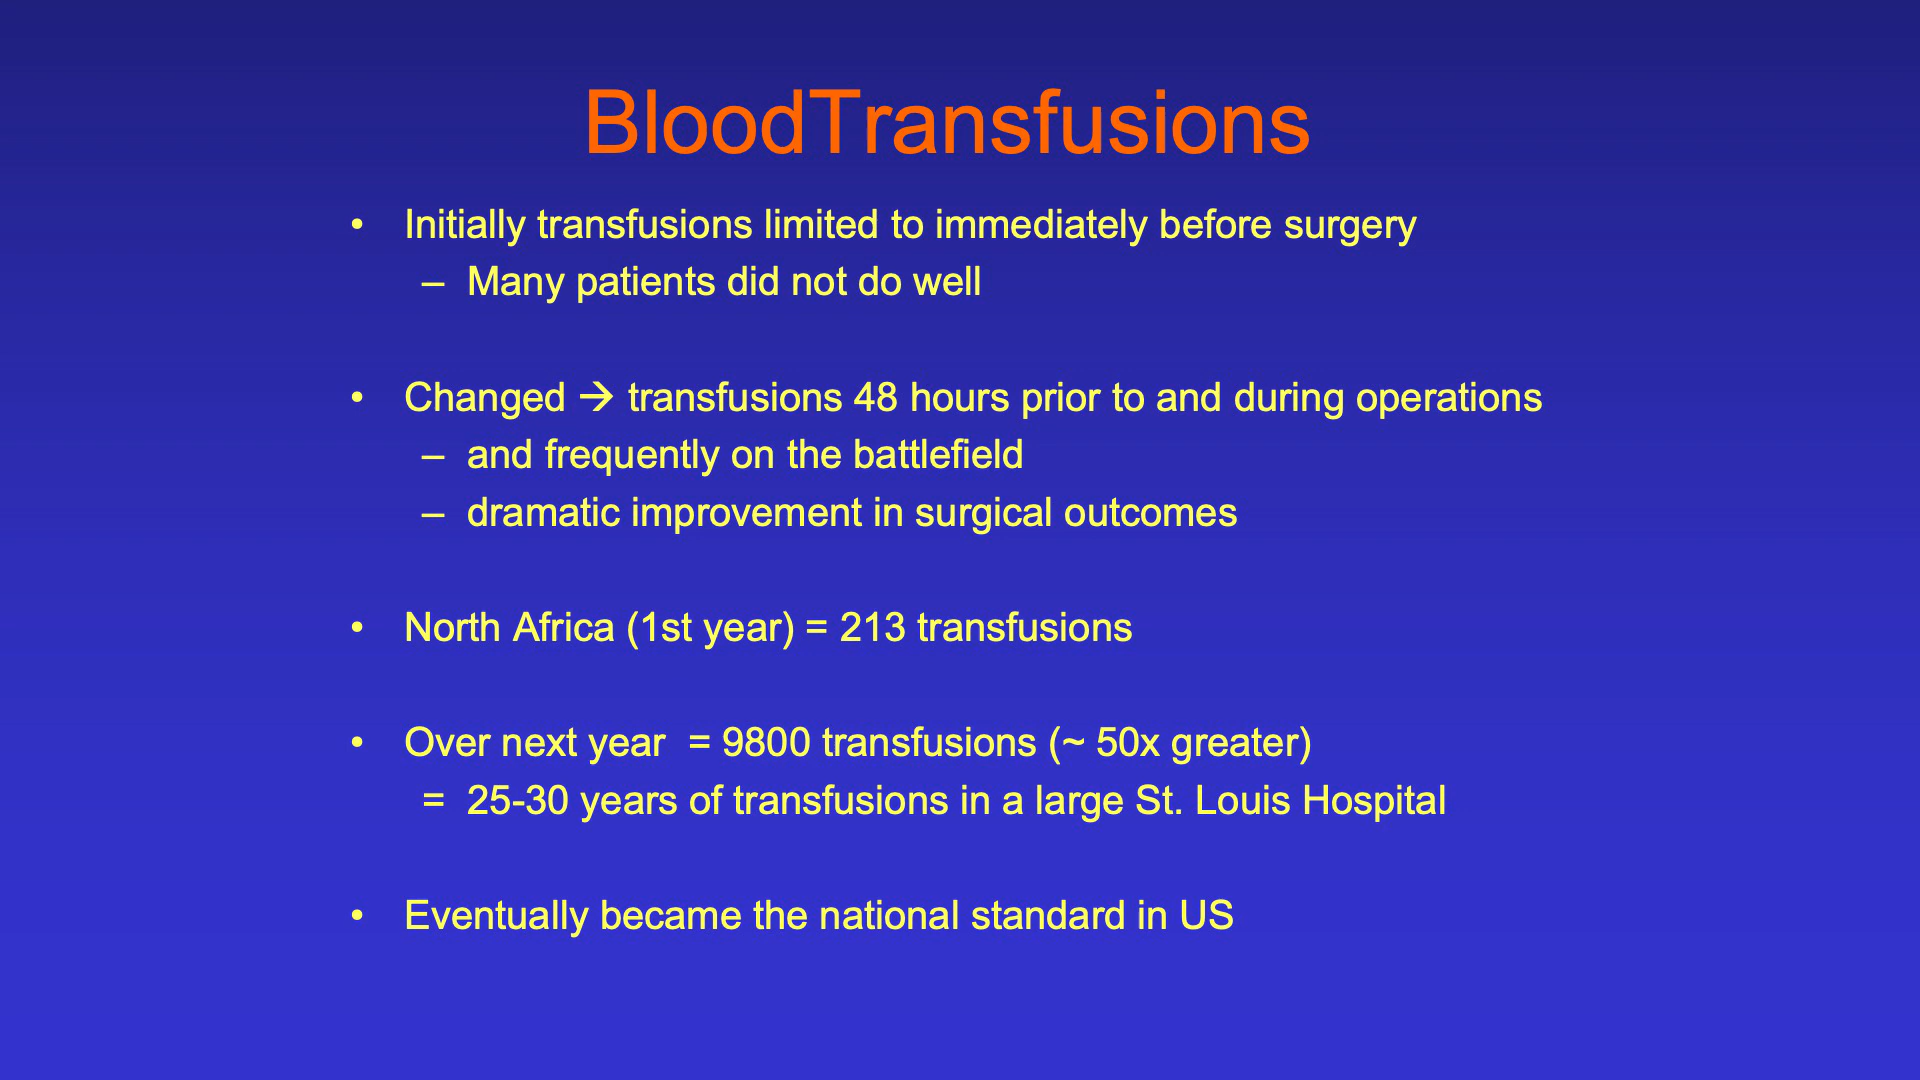 BloodTransfusions
• Initially transfusions limited to immediately before surgery
– Many patients did not do well
• Changed → transfusions 48 hours prior to and during operations
– and frequently on the battlefield
– dramatic improvement in surgical outcomes
• North Africa (1st year) = 213 transfusions
• Over next year  = 9800 transfusions (~ 50x greater)
= 25-30 years of transfusions in a large St. Louis Hospital
• Eventually became the national standard in US